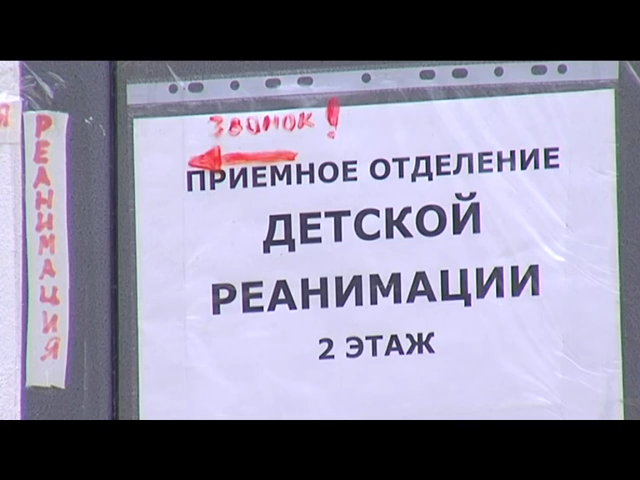 Я
РЕАНИМАЦИЯ
ЗВОНОК!
ПРИЕМНОЕ ОТДЕЛЕНИЕ
ДЕТСКОЙ
РЕАНИМАЦИИ
2 ЭТАЖ